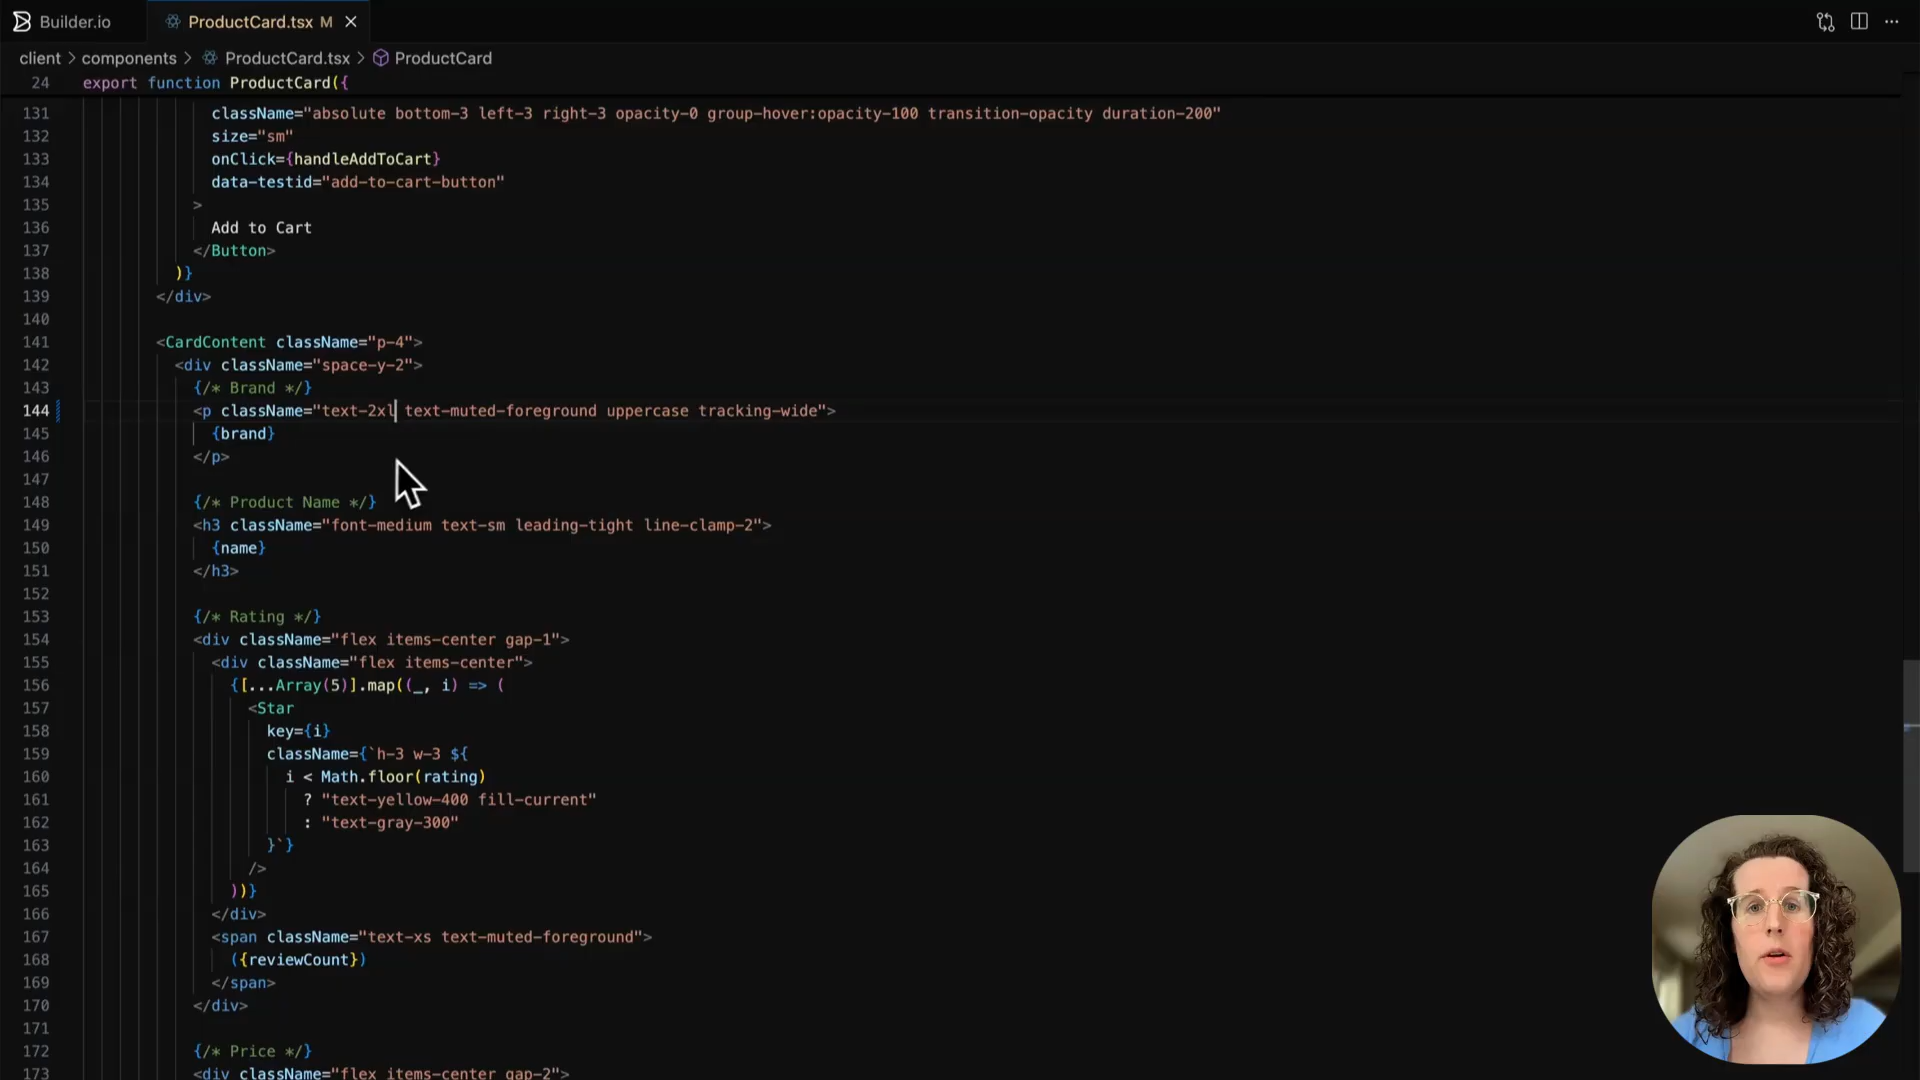 Builder.io
ProductCard.tsx M
client > components > ProductCard.tsx > ProductCard
24 export function ProductCard({
131 className="absolute bottom-3 left-3 right-3 opacity-0 group-hover:opacity-100 transition-opacity duration-200"
132 size="sm"
133 onClick={handleAddToCart}
134 data-testid="add-to-cart-button"
135 >
136 Add to Cart
137 </Button>
138 )}
139 </div>
140
141 <CardContent className="p-4">
142 <div className="space-y-2">
143 {/* Brand */}
144 <p className="text-2xl text-muted-foreground uppercase tracking-wide">
145 {brand}
146 </p>
147
148 {/* Product Name */}
149 <h3 className="font-medium text-sm leading-tight line-clamp-2">
150 {name}
151 </h3>
152
153 {/* Rating */}
154 <div className="flex items-center gap-1">
155 <div className="flex items-center">
156 {[...Array(5)].map((_, i) => (
157 <Star
158 key={i}
159 className={`h-3 w-3 ${
160 i < Math.floor(rating)
161 ? "text-yellow-400 fill-current"
162 : "text-gray-300"
163 }`}
164 />
165 ))}
166 </div>
167 <span className="text-xs text-muted-foreground">
168 ({reviewCount})
169 </span>
170 </div>
171
172 {/* Price */}
173 <div className="flex items-center gap-2">